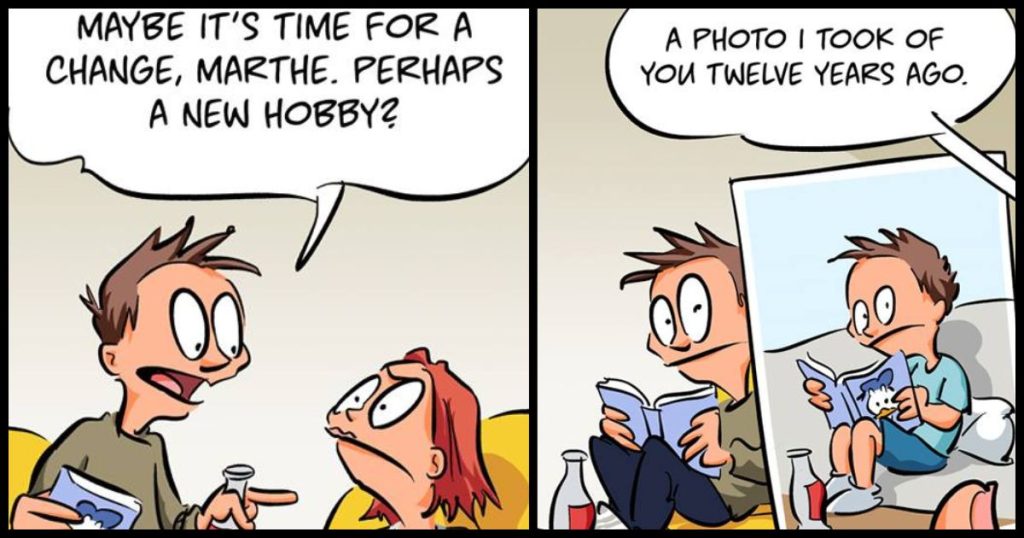 MAYBE IT'S TIME FOR A
CHANGE, MARTHE. PERHAPS
A NEW HOBBY?
A PHOTO I TOOK OF
YOU TWELVE YEARS AGO.